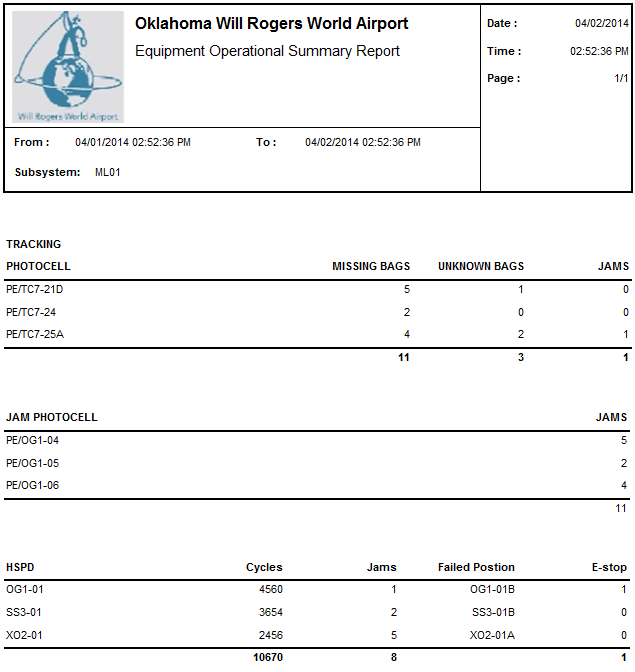 Oklahoma Will Rogers World Airport
Equipment Operational Summary Report
Will Rogers World Airport
Date : 04/02/2014
Time : 02:52:36 PM
Page : 1/1
From : 04/01/2014 02:52:36 PM To : 04/02/2014 02:52:36 PM
Subsystem: ML01
TRACKING
PHOTOCELL MISSING BAGS UNKNOWN BAGS JAMS
PE/TC7-21D 5 1 0
PE/TC7-24 2 0 0
PE/TC7-25A 4 2 1
11 3 1
JAM PHOTOCELL JAMS
PE/OG1-04 5
PE/OG1-05 2
PE/OG1-06 4
11
HSPD Cycles Jams Failed Postion E-stop
OG1-01 4560 1 OG1-01B 1
SS3-01 3654 2 SS3-01B 0
XO2-01 2456 5 XO2-01A 0
10670 8 1